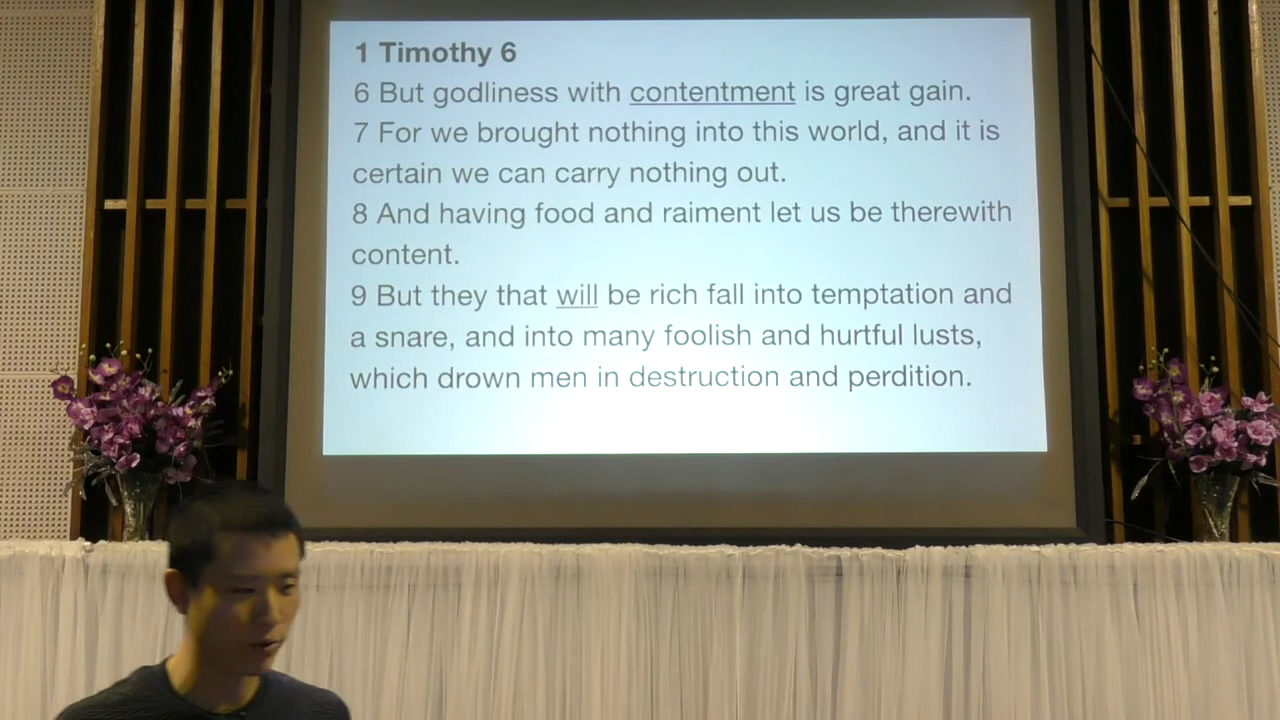 1 Timothy 6
6 But godliness with contentment is great gain.
7 For we brought nothing into this world, and it is
certain we can carry nothing out.
8 And having food and raiment let us be therewith
content.
9 But they that will be rich fall into temptation and
a snare, and into many foolish and hurtful lusts,
which drown men in destruction and perdition.